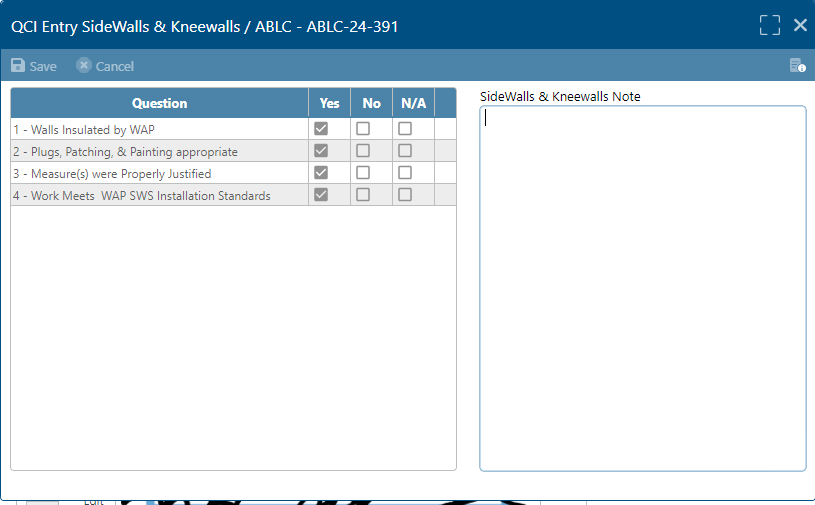 QCI Entry SideWalls & Kneewalls / ABLC - ABLC-24-391
Save Cancel
Question Yes No N/A
1 - Walls Insulated by WAP
2 - Plugs, Patching, & Painting appropriate
3 - Measure(s) were Properly Justified
4 - Work Meets  WAP SWS Installation Standards
SideWalls & Kneewalls Note
Edit